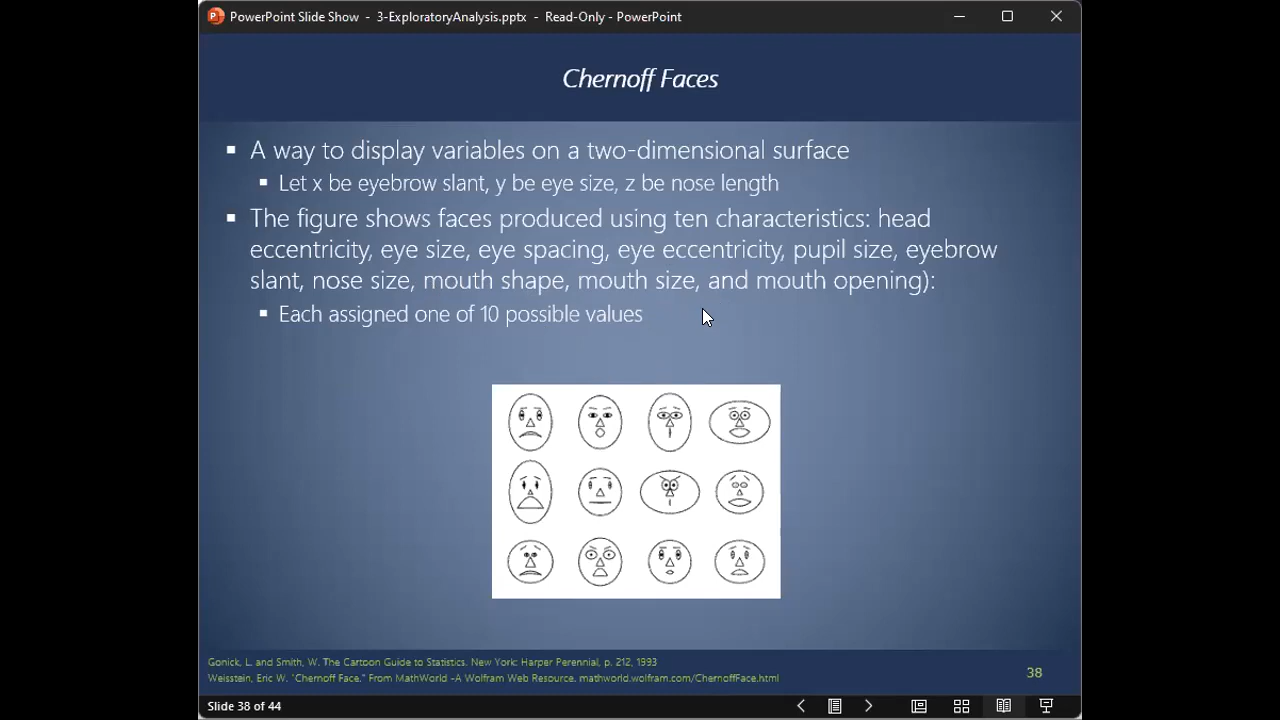 PowerPoint Slide Show - 3-ExploratoryAnalysis.pptx - Read-Only - PowerPoint
Chernoff Faces
A way to display variables on a two-dimensional surface
Let x be eyebrow slant, y be eye size, z be nose length
The figure shows faces produced using ten characteristics: head
eccentricity, eye size, eye spacing, eye eccentricity, pupil size, eyebrow
slant, nose size, mouth shape, mouth size, and mouth opening):
Each assigned one of 10 possible values
Gonick, L. and Smith, W. The Cartoon Guide to Statistics. New York: Harper Perennial, p. 212, 1993
Weisstein, Eric W. "Chernoff Face." From MathWorld -A Wolfram Web Resource. mathworld.wolfram.com/ChernoffFace.html
38
Slide 38 of 44